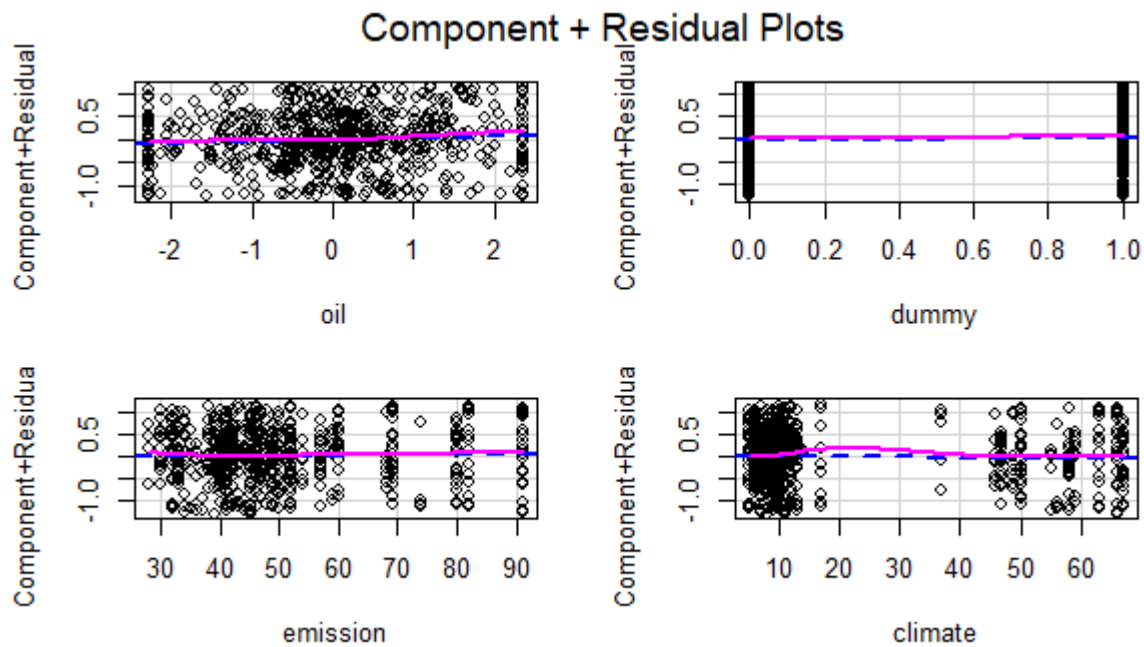 Component + Residual Plots
Component+Residual
0.5
-1.0
-2 -1 0 1 2
oil
Component+Residual
0.5
-1.0
0.0 0.2 0.4 0.6 0.8 1.0
dummy
Component+Residua
0.5
-1.0
30 40 50 60 70 80 90
emission
Component+Residua
0.5
-1.0
10 20 30 40 50 60
climate